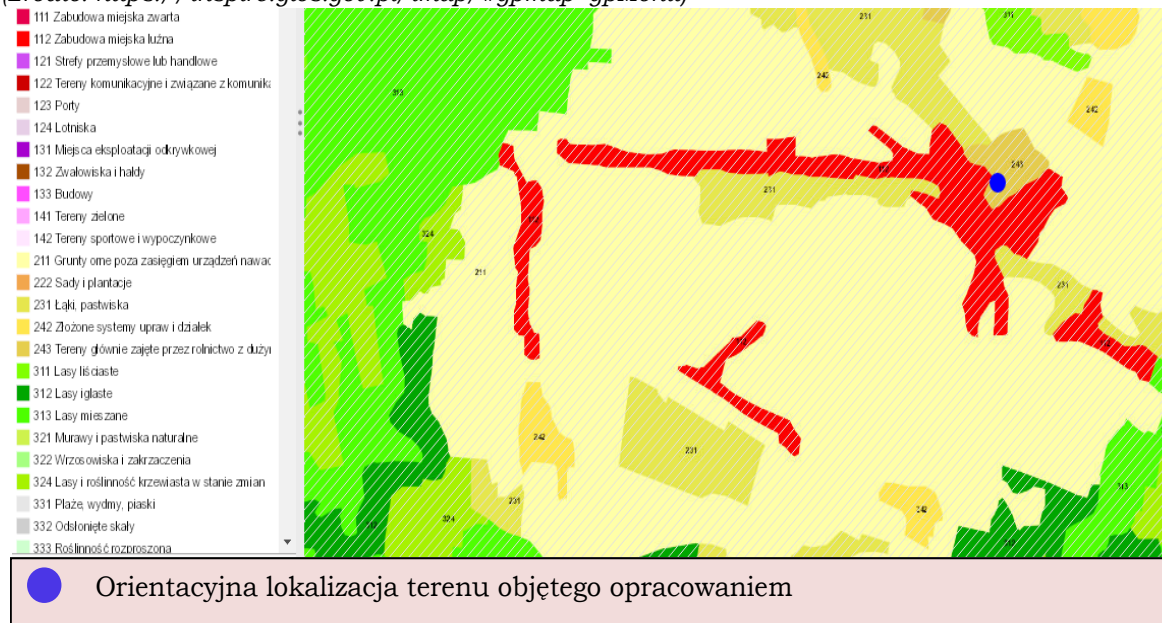 111 Zabudowa miejska zwarta
112 Zabudowa miejska luźna
121 Strefy przemysłowe lub handlowe
122 Tereny komunikacyjne i związane z komunika
123 Porty
124 Lotniska
131 Miejsca eksploatacji odkrywkowej
132 Zwałowiska i hałdy
133 Budowy
141 Tereny zielone
142 Tereny sportowe i wypoczynkowe
211 Grunty orne poza zasięgiem urządzeń nawad
222 Sady i plantacje
231 Łąki, pastwiska
242 Złożone systemy upraw i działek
243 Tereny głównie zajęte przez rolnictwo z dużym
311 Lasy liściaste
312 Lasy iglaste
313 Lasy mieszane
321 Murawy i pastwiska naturalne
322 Wrzosowiska i zakrzaczenia
324 Lasy i roślinność krzewiasta w stanie zmian
331 Plaże, wydmy, piaski
332 Odsłonięte skały
333 Roślinność rozproszona
231
311
242
313
242
243
231
324
211
231
242
231
231
242
313
324
Orientacyjna lokalizacja terenu objętego opracowaniem